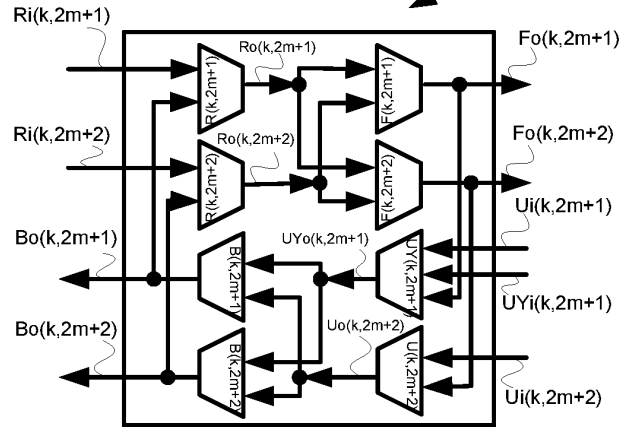 Ri(k,2m+1)
Ro(k,2m+1)
Fo(k,2m+1)
R(k,2m+1)
F(k,2m+1)
Ri(k,2m+2)
Ro(k,2m+2)
Fo(k,2m+2)
R(k,2m+2)
F(k,2m+2)
Ui(k,2m+1)
Bo(k,2m+1)
UYo(k,2m+1)
B(k,2m+1)
UY(k,2m+1)
UYi(k,2m+1)
Bo(k,2m+2)
Uo(k,2m+2)
B(k,2m+2)
U(k,2m+2)
Ui(k,2m+2)